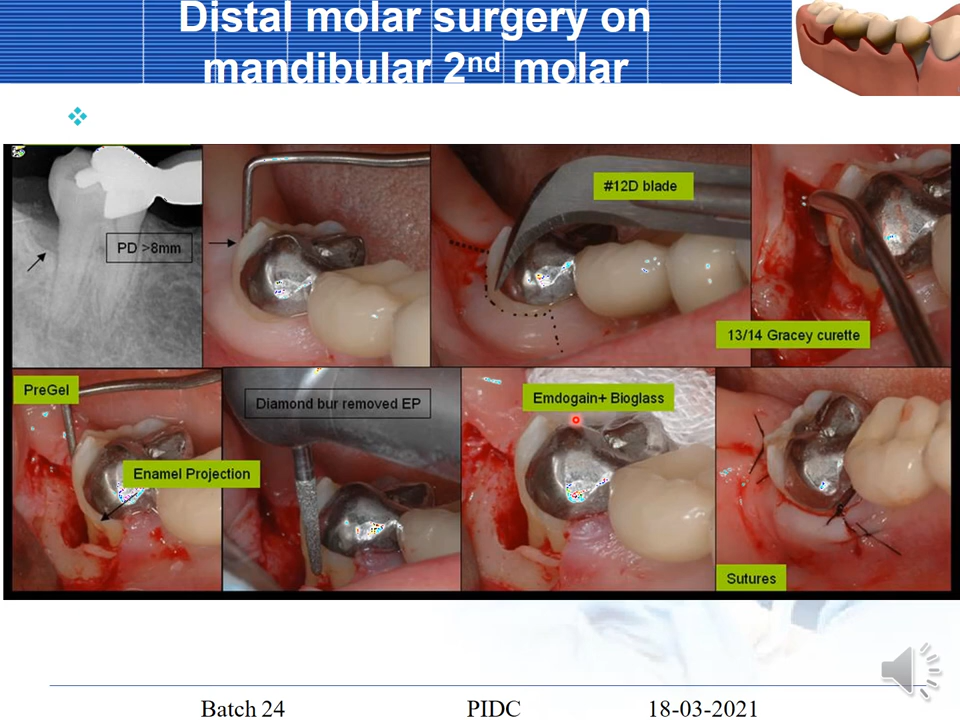 Distal molar surgery on
mandibular 2nd molar
PD >8mm
#12D blade
13/14 Gracey curette
PreGel
Enamel Projection
Diamond bur removed EP
Emdogain+ Bioglass
Sutures
Batch 24
PIDC
18-03-2021